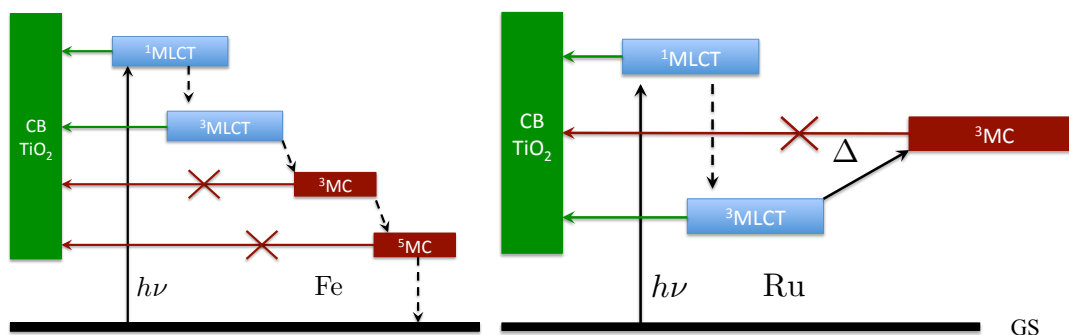 ¹MLCT
³MLCT
CB
TiO₂
³MC
⁵MC
hν
Fe
¹MLCT
CB
TiO₂
³MC
Δ
³MLCT
hν
Ru
GS